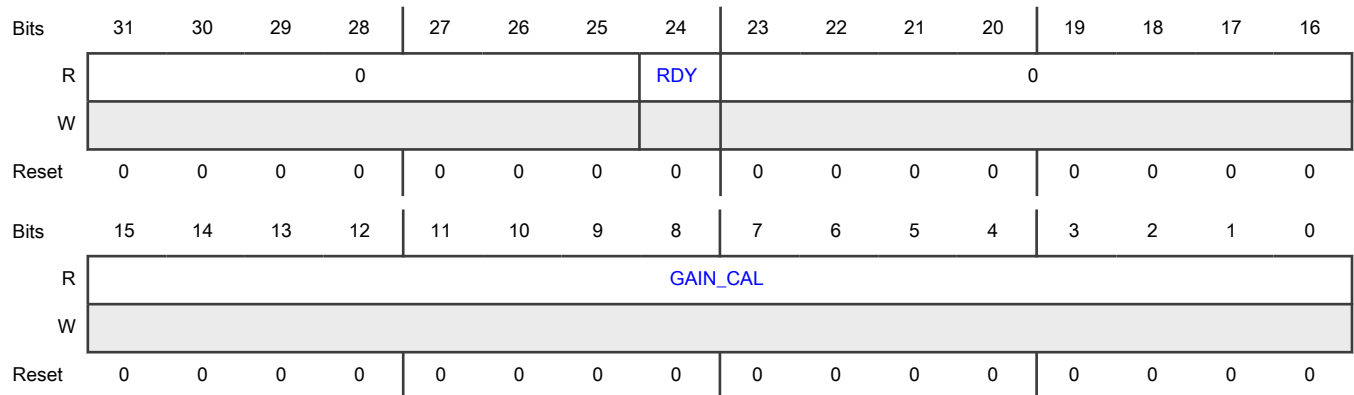 Bits 31 30 29 28 27 26 25 24 23 22 21 20 19 18 17 16
R 0 RDY 0
W
Reset 0 0 0 0 0 0 0 0 0 0 0 0 0 0 0 0
Bits 15 14 13 12 11 10 9 8 7 6 5 4 3 2 1 0
R GAIN_CAL
W
Reset 0 0 0 0 0 0 0 0 0 0 0 0 0 0 0 0